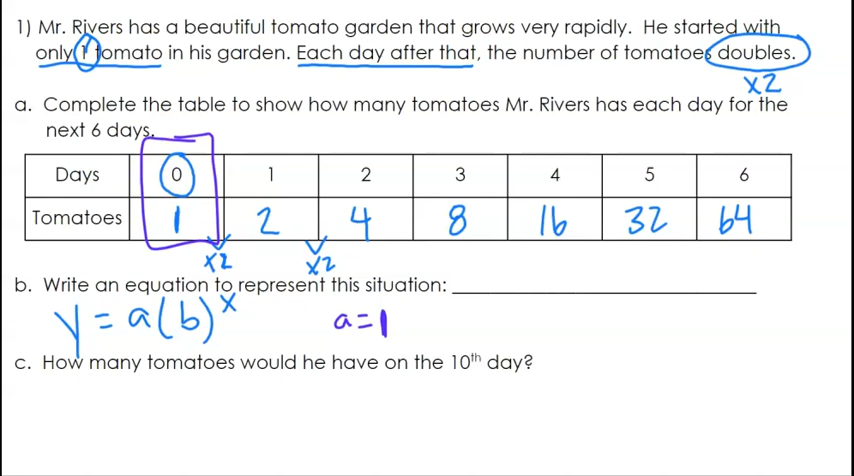 1) Mr. Rivers has a beautiful tomato garden that grows very rapidly. He started with
only 1 tomato in his garden. Each day after that, the number of tomatoes doubles.
x2
a. Complete the table to show how many tomatoes Mr. Rivers has each day for the
next 6 days.
Days 0 1 2 3 4 5 6
Tomatoes 1 2 4 8 16 32 64
x2 x2
b. Write an equation to represent this situation: ____________________
y = a(b)^x a=1
c. How many tomatoes would he have on the 10th day?